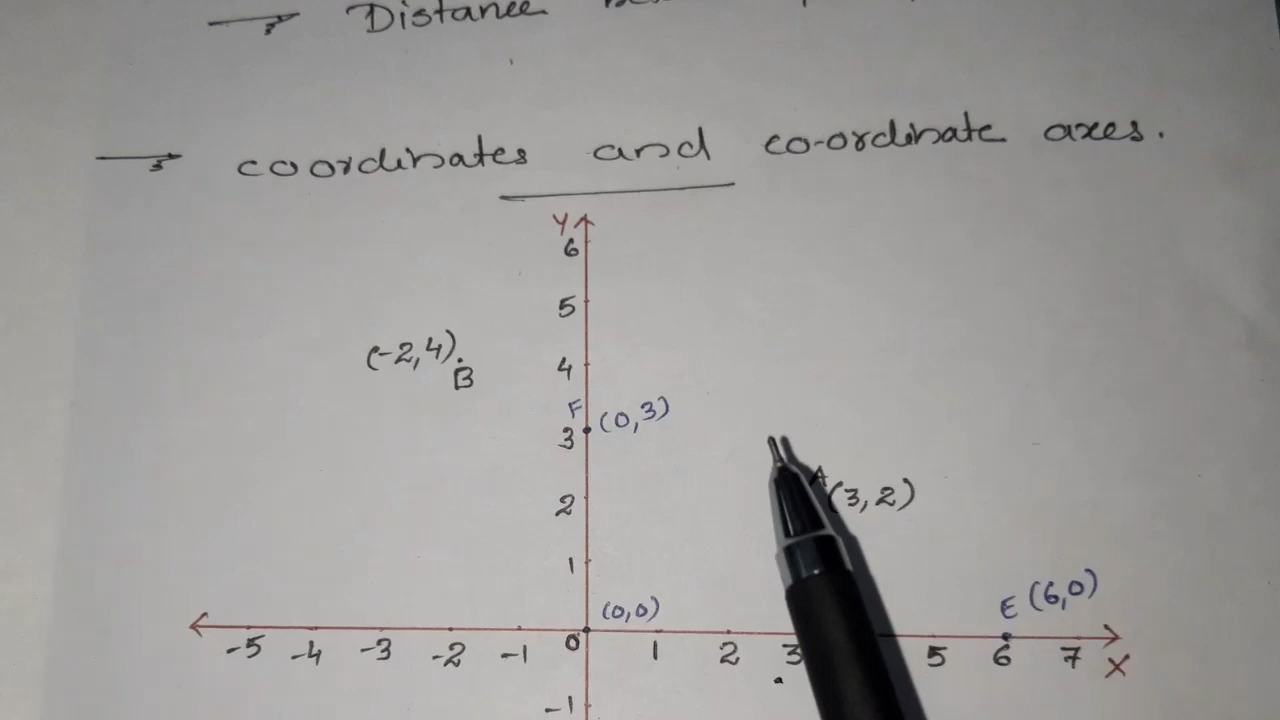 → Distance
→ coordinates and co-ordinate axes.
Y
6
5
(-2,4). B
4
F (0,3)
3
A (3,2)
2
1
E (6,0)
(0,0)
-5 -4 -3 -2 -1 0 1 2 3 5 6 7 X
-1